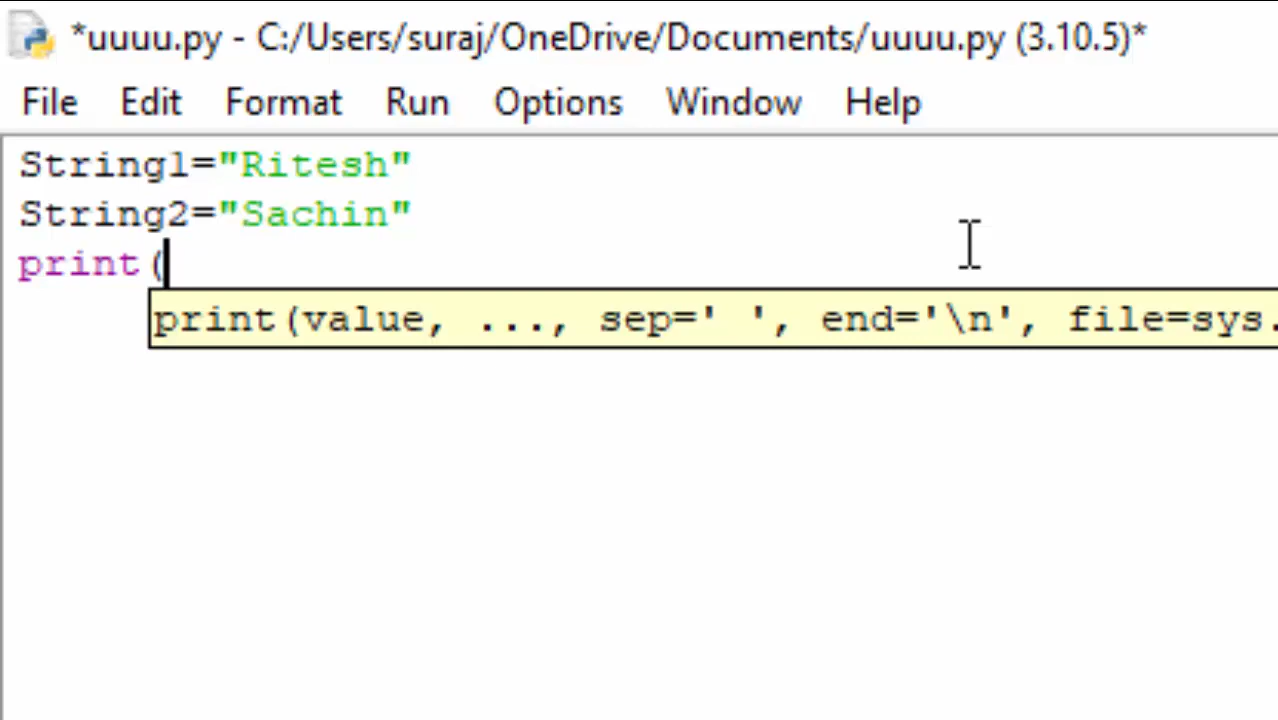 *uuuu.py - C:/Users/suraj/OneDrive/Documents/uuuu.py (3.10.5)*
File Edit Format Run Options Window Help
String1="Ritesh"
String2="Sachin"
print(
print(value, ..., sep=' ', end='\n', file=sys.